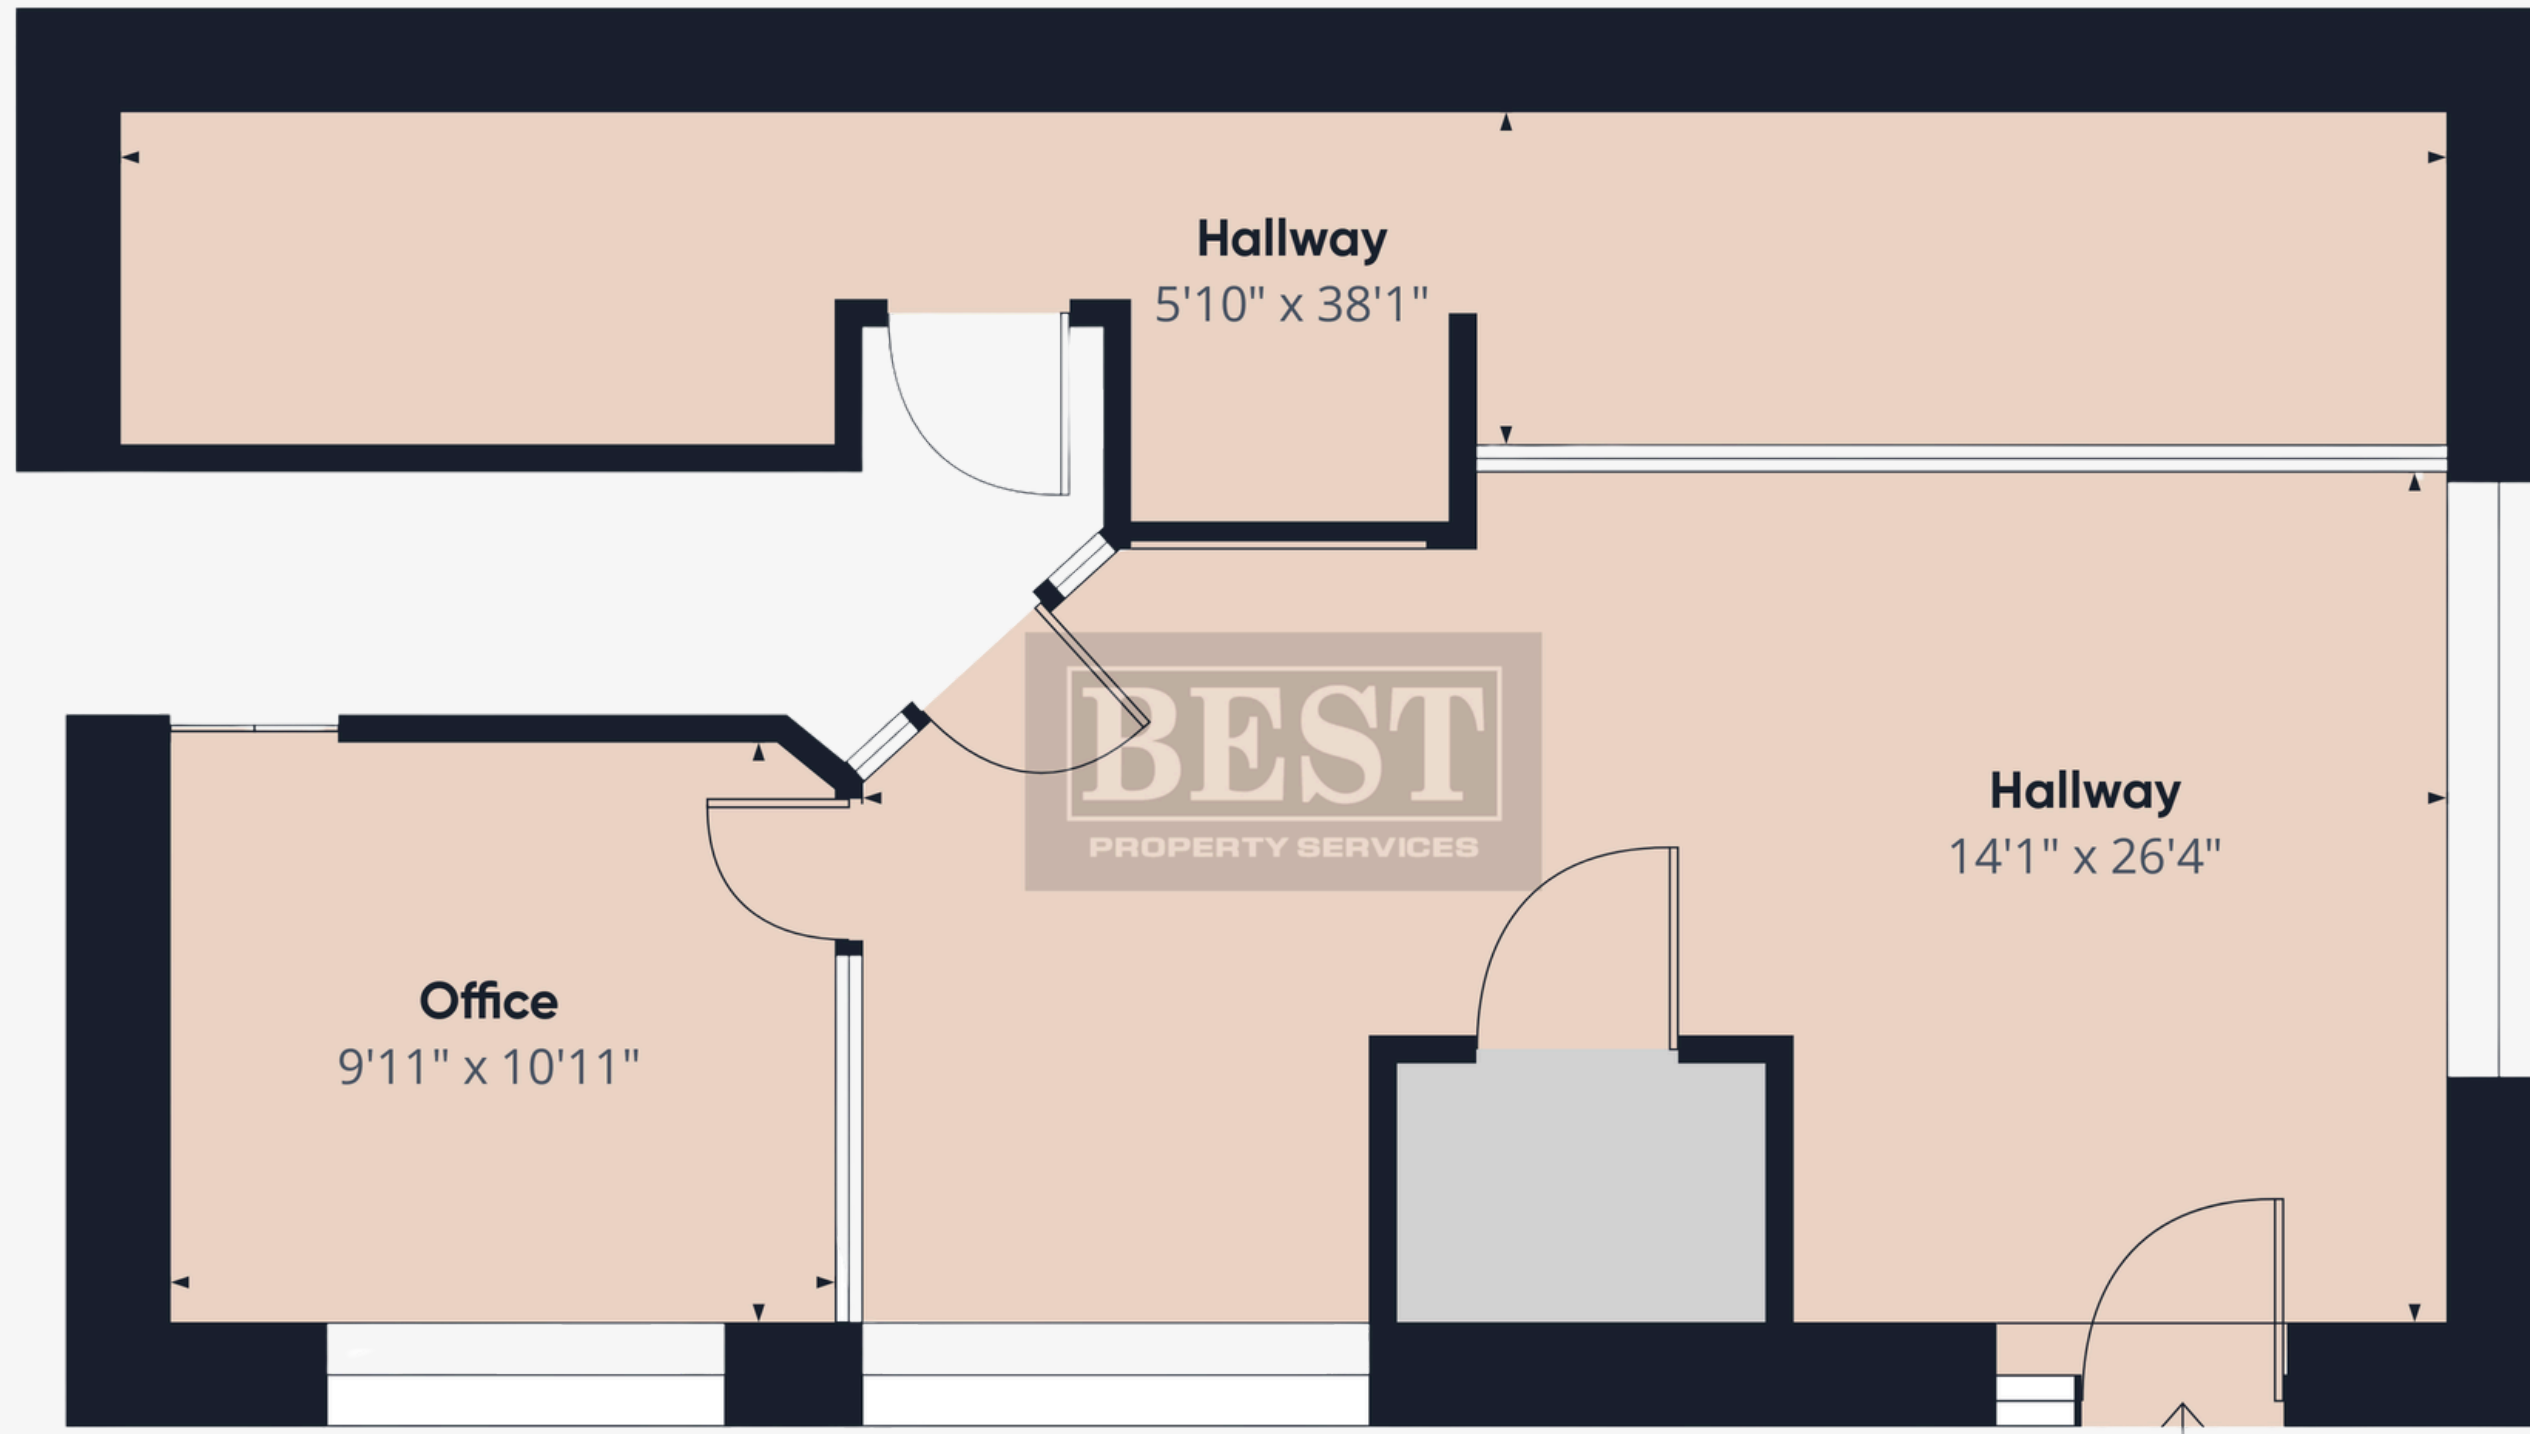 Hallway
5'10" x 38'1"
BEST
PROPERTY SERVICES
Hallway
14'1" x 26'4"
Office
9'11" x 10'11"